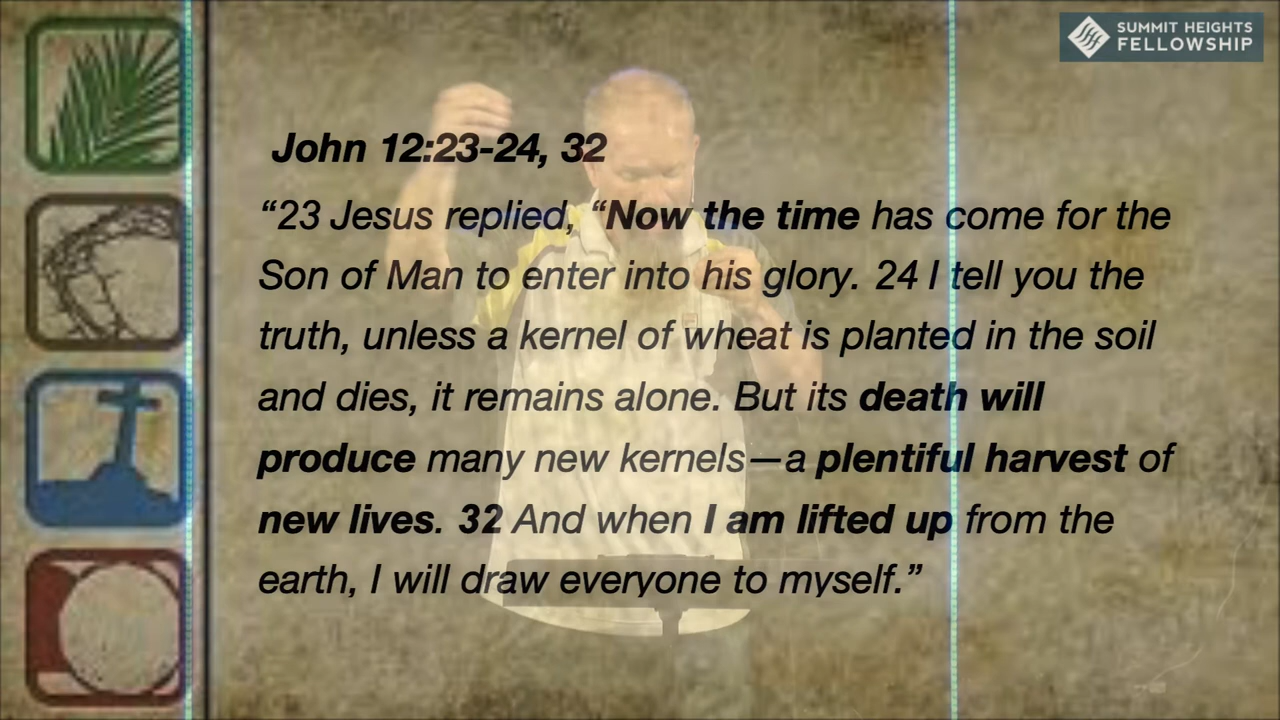 SUMMIT HEIGHTS
FELLOWSHIP
John 12:23-24, 32
“23 Jesus replied, “Now the time has come for the
Son of Man to enter into his glory. 24 I tell you the
truth, unless a kernel of wheat is planted in the soil
and dies, it remains alone. But its death will
produce many new kernels—a plentiful harvest of
new lives. 32 And when I am lifted up from the
earth, I will draw everyone to myself.”